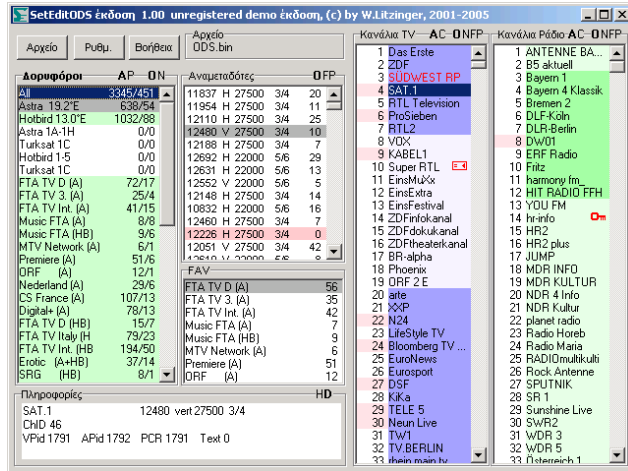 SetEditODS έκδοση 1.00 unregistered demo έκδοση, (c) by W.Litzinger, 2001-2005
Αρχείο
Ρυθμ.
Βοήθεια
Αρχείο
ODS.bin
Δορυφόροι AP ON
All 3345/451
Astra 19.2°E 638/54
Hotbird 13.0°E 1032/88
Astra 1A-1H 0/0
Turksat 1C 0/0
Hotbird 1-5 0/0
Turksat 1C 0/0
FTA TV D (A) 72/17
FTA TV 3. (A) 25/4
FTA TV Int. (A) 41/15
Music FTA (A) 8/8
Music FTA (HB) 9/6
MTV Network (A) 6/1
Premiere (A) 51/6
ORF (A) 12/1
Nederland (A) 29/6
CS France (A) 107/13
Digital+ (A) 78/13
FTA TV D (HB) 15/7
FTA TV Italy (H 79/23
FTA TV Int. (HB 194/50
Erotic (A+HB) 37/14
SRG (HB) 8/1
Αναμεταδότες OFP
11837 H 27500 3/4 20
11954 H 27500 3/4 11
12110 H 27500 3/4 25
12480 V 27500 3/4 10
12188 H 27500 3/4 7
12692 H 22000 5/6 29
12631 H 22000 5/6 13
12552 V 22000 5/6 5
12148 H 27500 3/4 14
10832 H 22000 5/6 16
12460 H 27500 3/4 7
12226 H 27500 3/4 0
12051 V 27500 3/4 42
FAV
FTA TV D (A) 56
FTA TV 3. (A) 35
FTA TV Int. (A) 42
Music FTA (A) 7
Music FTA (HB) 9
MTV Network (A) 6
Premiere (A) 51
ORF (A) 12
Πληροφορίες HD
SAT.1 12480 vert 27500 3/4
ChID 46
VPid 1791 APid 1792 PCR 1791 Text 0
Κανάλια TV AC ONFP
1 Das Erste
2 ZDF
3 SÜDWEST RP
4 SAT.1
5 RTL Television
6 ProSieben
7 RTL2
8 VOX
9 KABEL1
10 Super RTL
11 EinsMuXx
12 EinsExtra
13 EinsFestival
14 ZDFinfokanal
15 ZDFdokukanal
16 ZDFtheaterkanal
17 BR-alpha
18 Phoenix
19 ORF 2 E
20 arte
21 XXP
22 N24
23 LifeStyle TV
24 Bloomberg TV ...
25 EuroNews
26 Eurosport
27 DSF
28 KiKa
29 TELE 5
30 Neun Live
31 TW1
32 TV.BERLIN
33 rhein main tv
Κανάλια Ράδιο AC ONFP
1 ANTENNE BA...
2 B5 aktuell
3 Bayern 1
4 Bayern 4 Klassik
5 Bremen 2
6 DLF-Köln
7 DLR-Berlin
8 DW01
9 ERF Radio
10 Fritz
11 harmony fm_
12 HIT RADIO FFH
13 YOU FM
14 hr-info
15 HR2
16 HR2 plus
17 JUMP
18 MDR INFO
19 MDR KULTUR
20 NDR 4 Info
21 NDR Kultur
22 planet radio
23 Radio Horeb
24 Radio Maria
25 RADIOmultikulti
26 Rock Antenne
27 SPUTNIK
28 SR 1
29 Sunshine Live
30 SWR2
31 WDR 3
32 WDR 5
33 Österreich 1